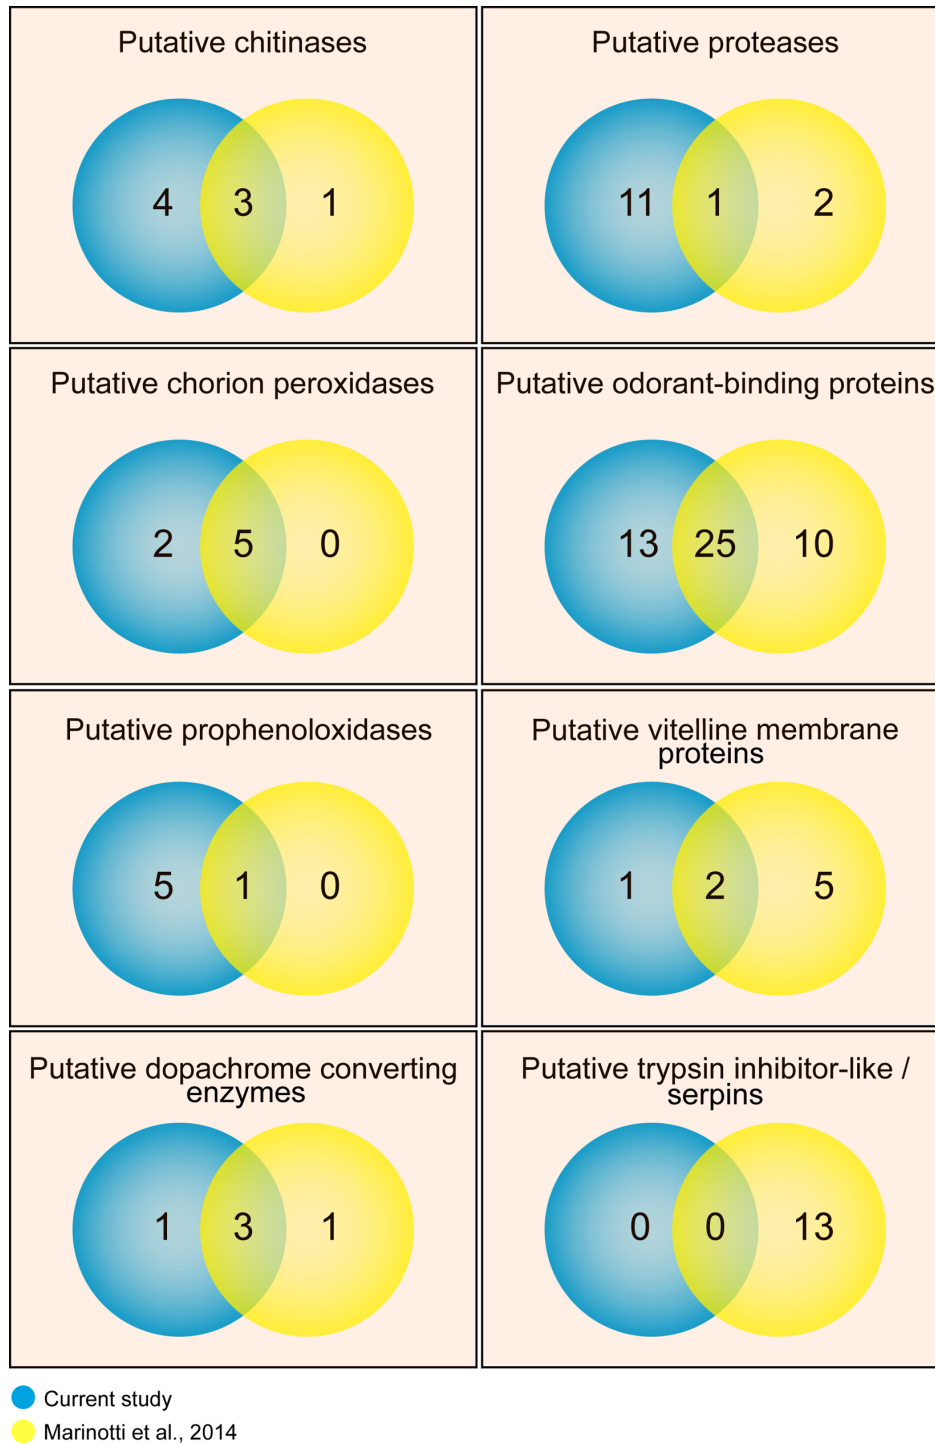 Putative chitinases
4 3 1
Putative proteases
11 1 2
Putative chorion peroxidases
2 5 0
Putative odorant-binding proteins
13 25 10
Putative prophenoloxidases
5 1 0
Putative vitelline membrane
proteins
1 2 5
Putative dopachrome converting
enzymes
1 3 1
Putative trypsin inhibitor-like /
serpins
0 0 13
Current study
Marinotti et al., 2014